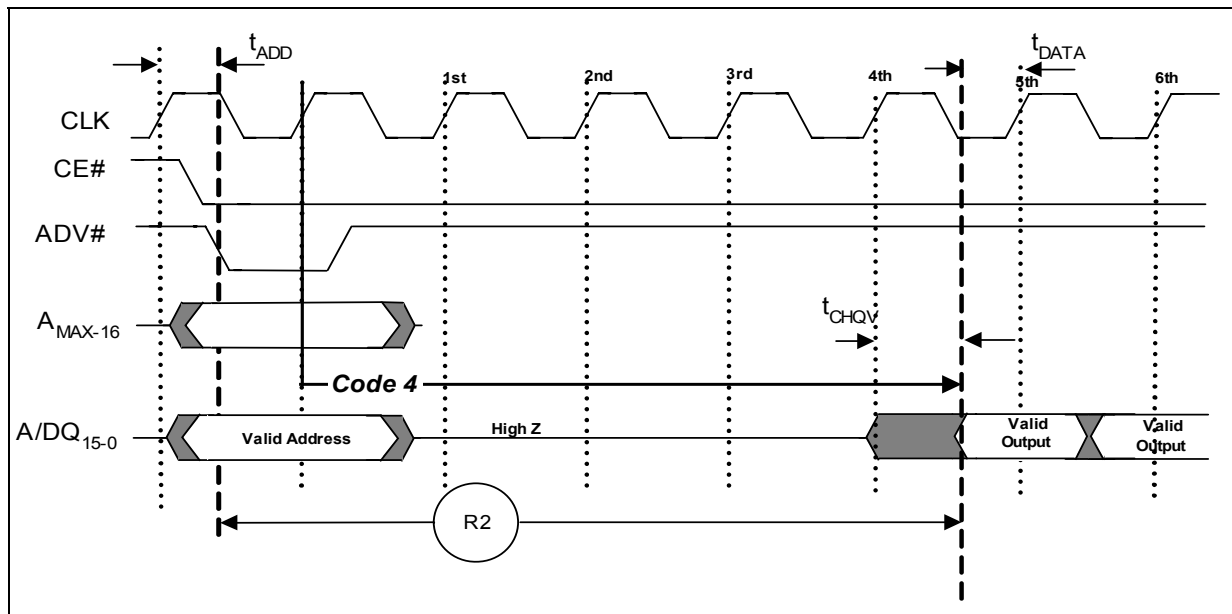 tADD
tDATA
1st
2nd
3rd
4th
5th
6th
CLK
CE#
ADV#
AMAX-16
tCHQV
Code 4
A/DQ15-0
Valid Address
High Z
Valid
Output
Valid
Output
R2